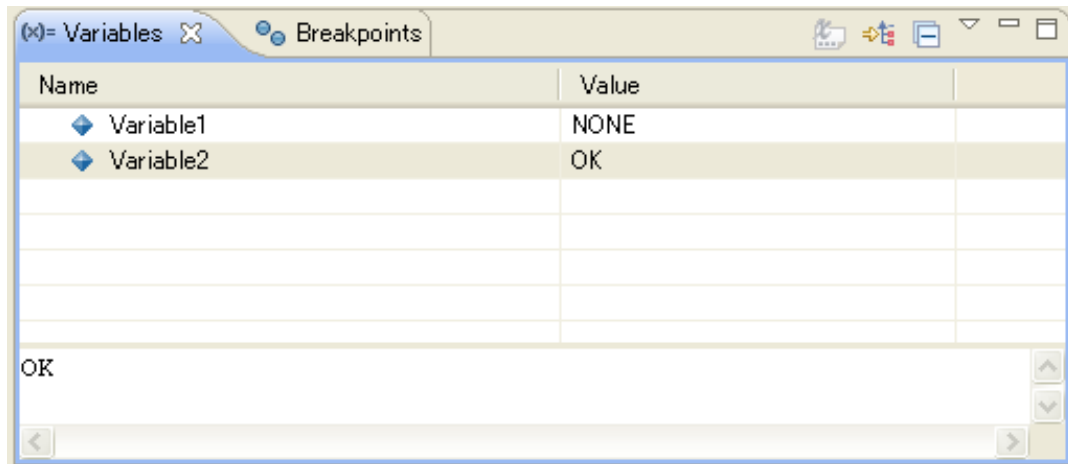 (x)= Variables Breakpoints
Name Value
Variable1 NONE
Variable2 OK
OK